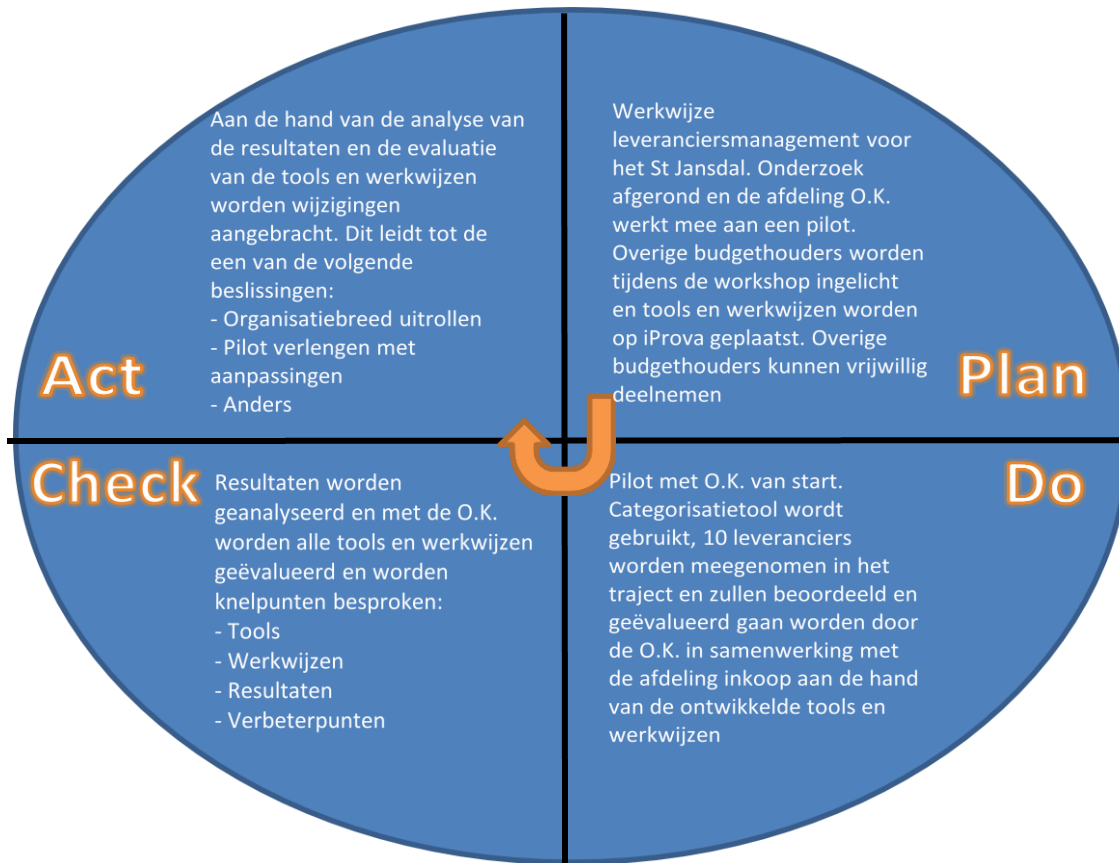 Aan de hand van de analyse van
de resultaten en de evaluatie
van de tools en werkwijzen
worden wijzigingen
aangebracht. Dit leidt tot de
een van de volgende
beslissingen:
- Organisatiebreed uitrollen
- Pilot verlengen met
aanpassingen
- Anders
Act
Werkwijze
leveranciersmanagement voor
het St Jansdal. Onderzoek
afgerond en de afdeling O.K.
werkt mee aan een pilot.
Overige budgethouders worden
tijdens de workshop ingelicht
en tools en werkwijzen worden
op iProva geplaatst. Overige
budgethouders kunnen vrijwillig
deelnemen
Plan
Check
Resultaten worden
geanalyseerd en met de O.K.
worden alle tools en werkwijzen
geëvalueerd en worden
knelpunten besproken:
- Tools
- Werkwijzen
- Resultaten
- Verbeterpunten
Do
Pilot met O.K. van start.
Categorisatietool wordt
gebruikt, 10 leveranciers
worden meegenomen in het
traject en zullen beoordeeld en
geëvalueerd gaan worden door
de O.K. in samenwerking met
de afdeling inkoop aan de hand
van de ontwikkelde tools en
werkwijzen